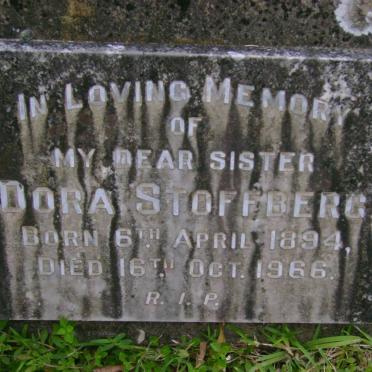 IN LOVING MEMORY
OF
MY DEAR SISTER
DORA STOFFBERG
BORN 6TH APRIL 1894,
DIED 16TH OCT. 1966.
R.I.P.